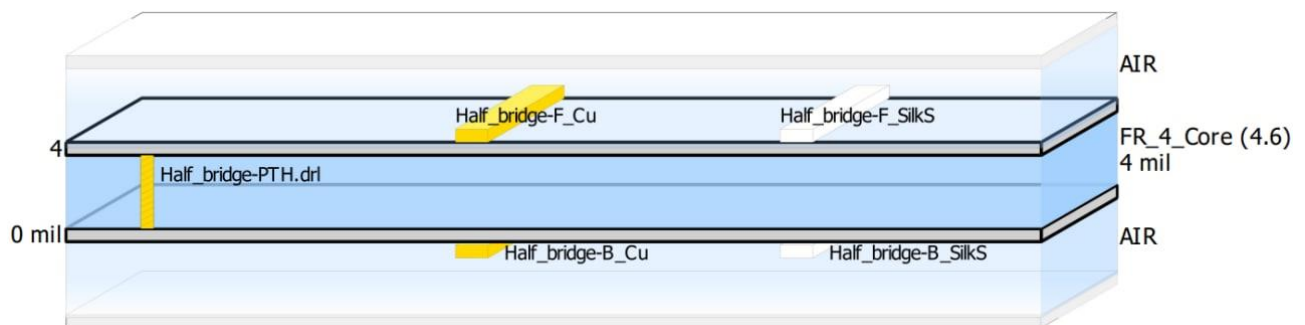 AIR
Half_bridge-F_Cu
Half_bridge-F_SilkS
4
FR_4_Core (4.6)
4 mil
Half_bridge-PTH.drl
0 mil
AIR
Half_bridge-B_Cu
Half_bridge-B_SilkS